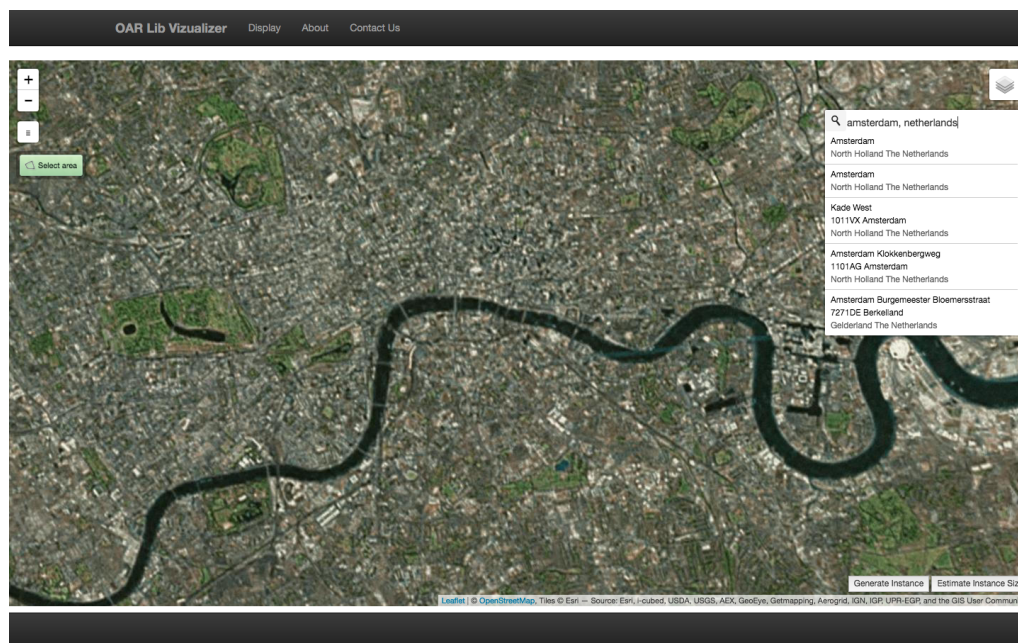 OAR Lib Vizualizer Display About Contact Us
+
−
Select area
amsterdam, netherlands
Amsterdam
North Holland The Netherlands
Amsterdam
North Holland The Netherlands
Kade West
1011VX Amsterdam
North Holland The Netherlands
Amsterdam Klokkenbergweg
1101AG Amsterdam
North Holland The Netherlands
Amsterdam Burgemeester Bloemersstraat
7271DE Berkelland
Gelderland The Netherlands
Generate Instance Estimate Instance Siz
Leaflet | © OpenStreetMap, Tiles © Esri — Source: Esri, i-cubed, USDA, USGS, AEX, GeoEye, Getmapping, Aerogrid, IGN, IGP, UPR-EGP, and the GIS User Commun